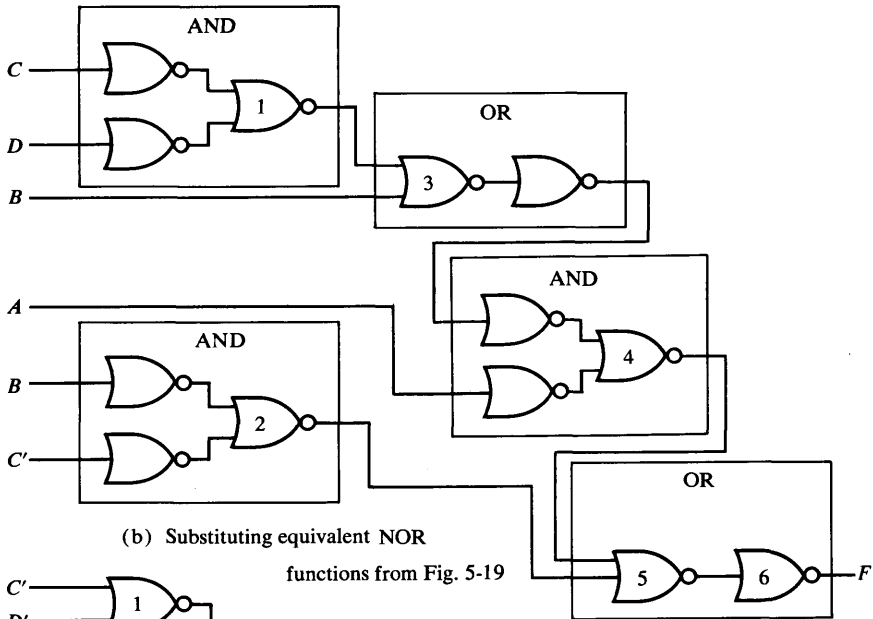 AND
C
1
OR
D
3
B
AND
A
AND
4
B
2
C′
OR
(b) Substituting equivalent NOR
functions from Fig. 5-19
5
6
F
C′
1
D′